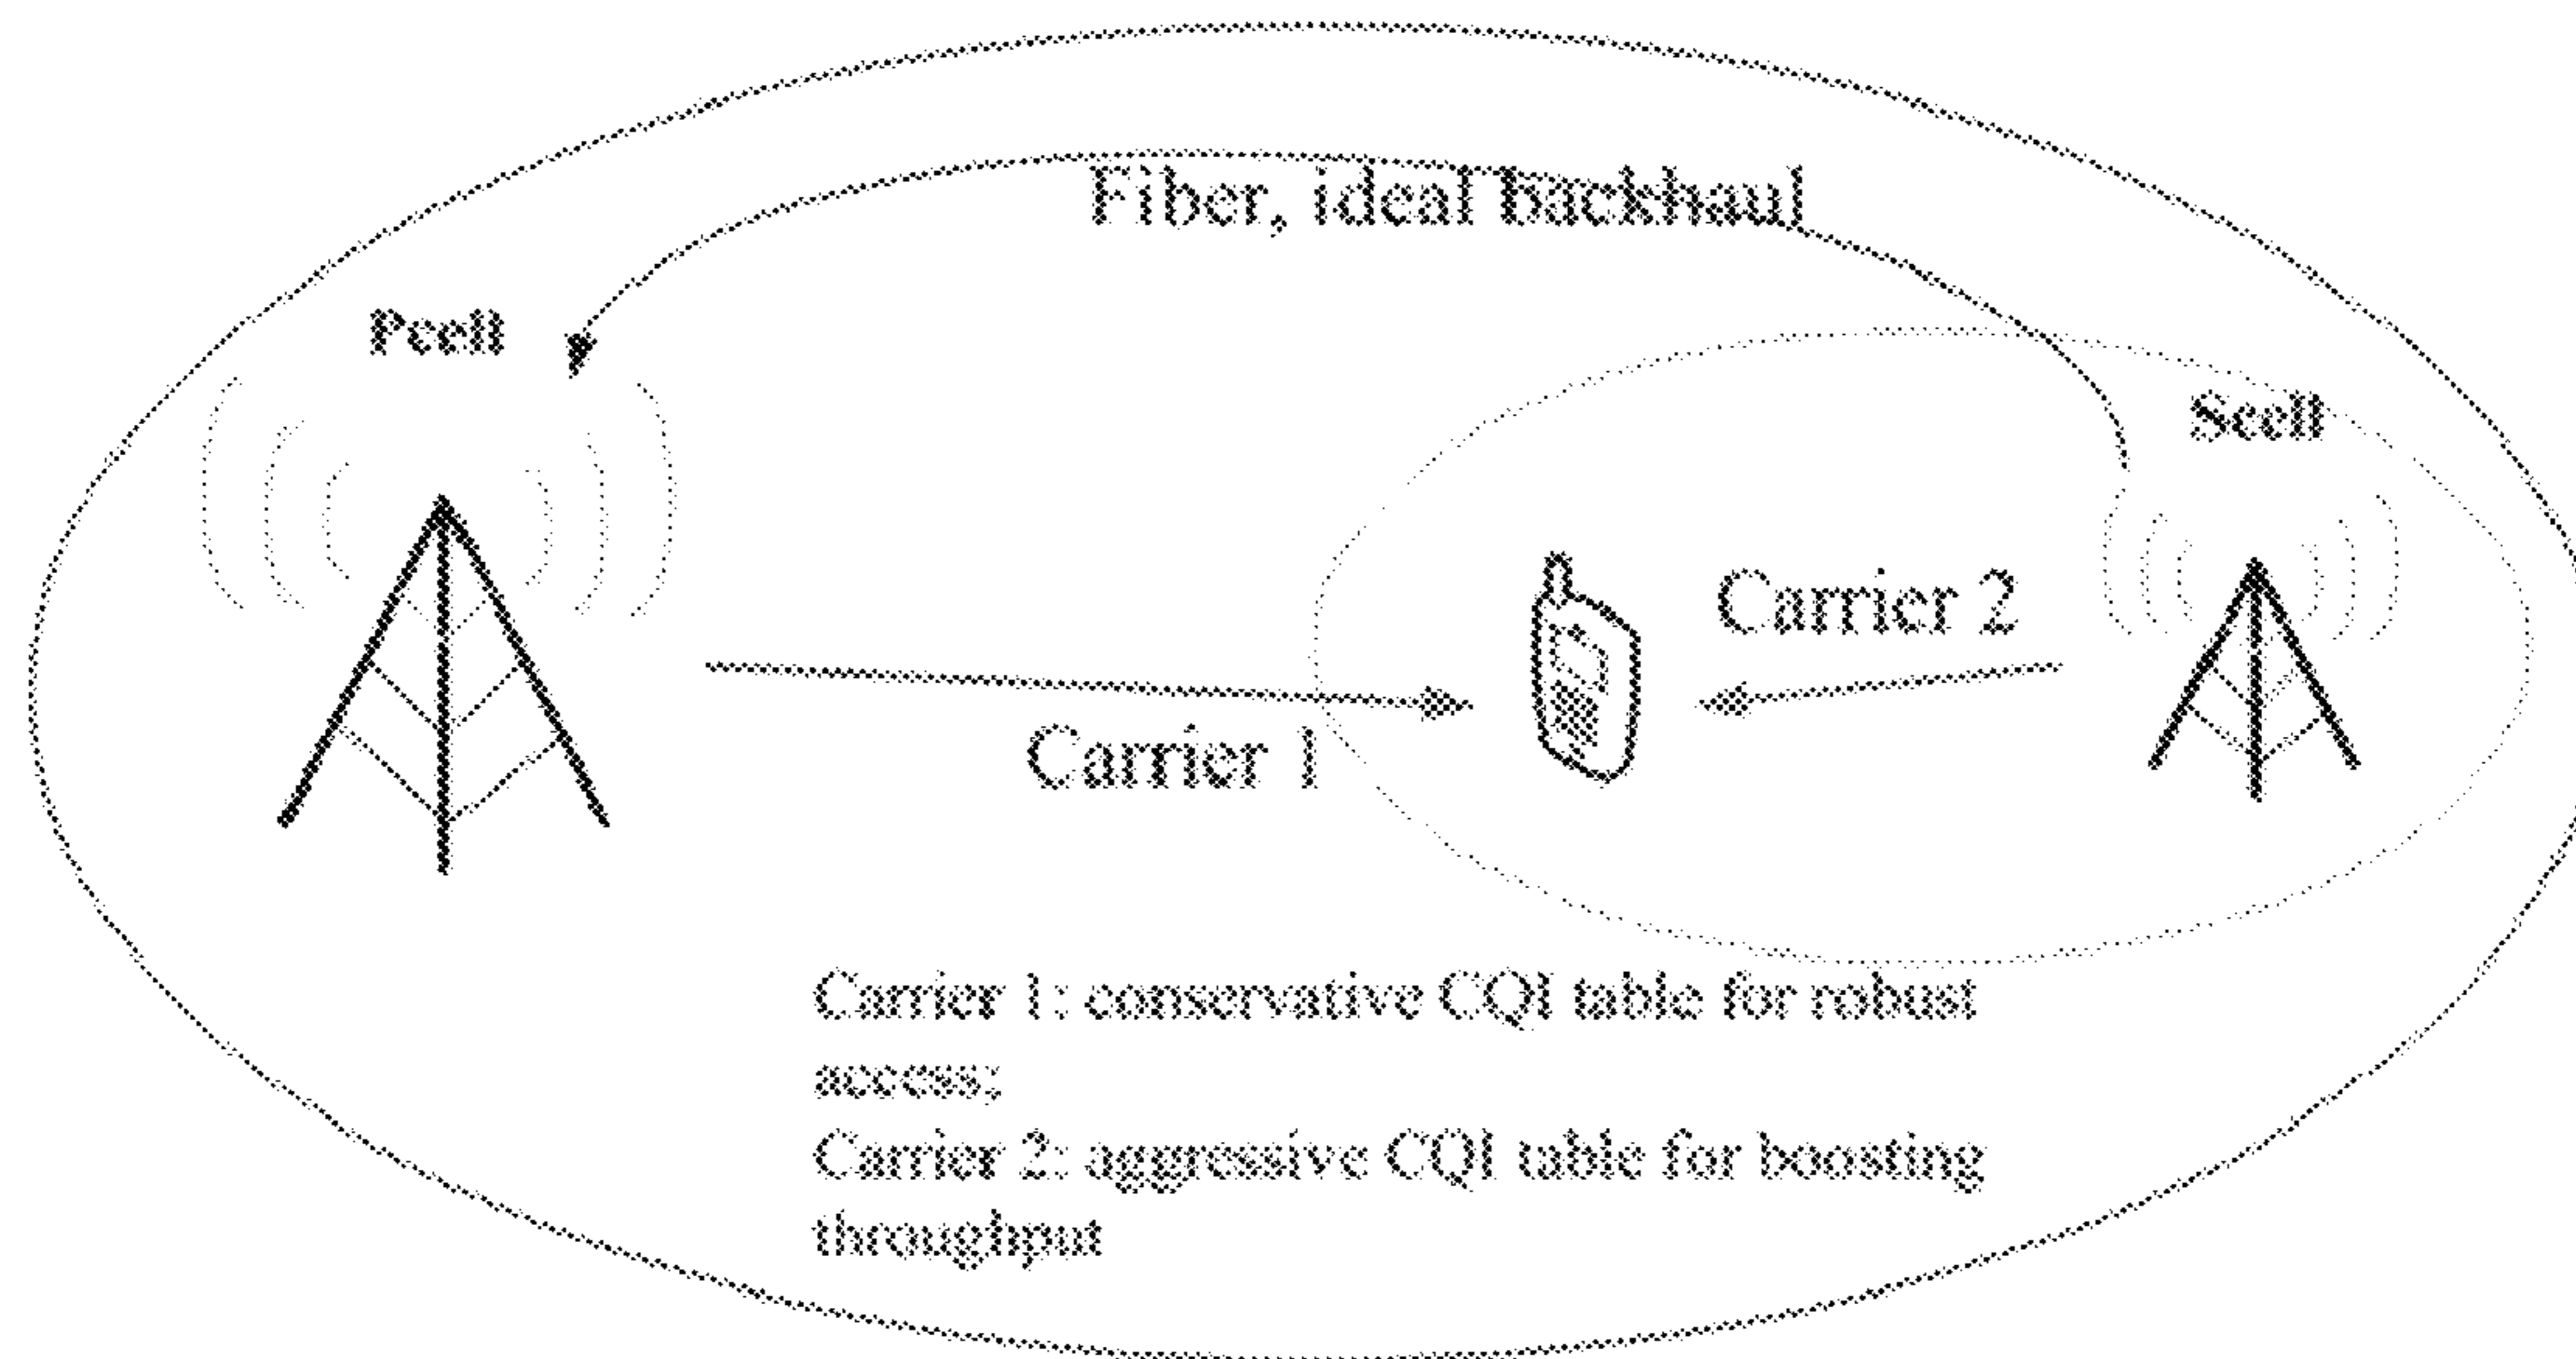 Fiber, ideal backhaul
Pcell
Scell
Carrier 2
Carrier 1
Carrier 1: conservative CQI table for robust
access;
Carrier 2: aggressive CQI table for boosting
throughput